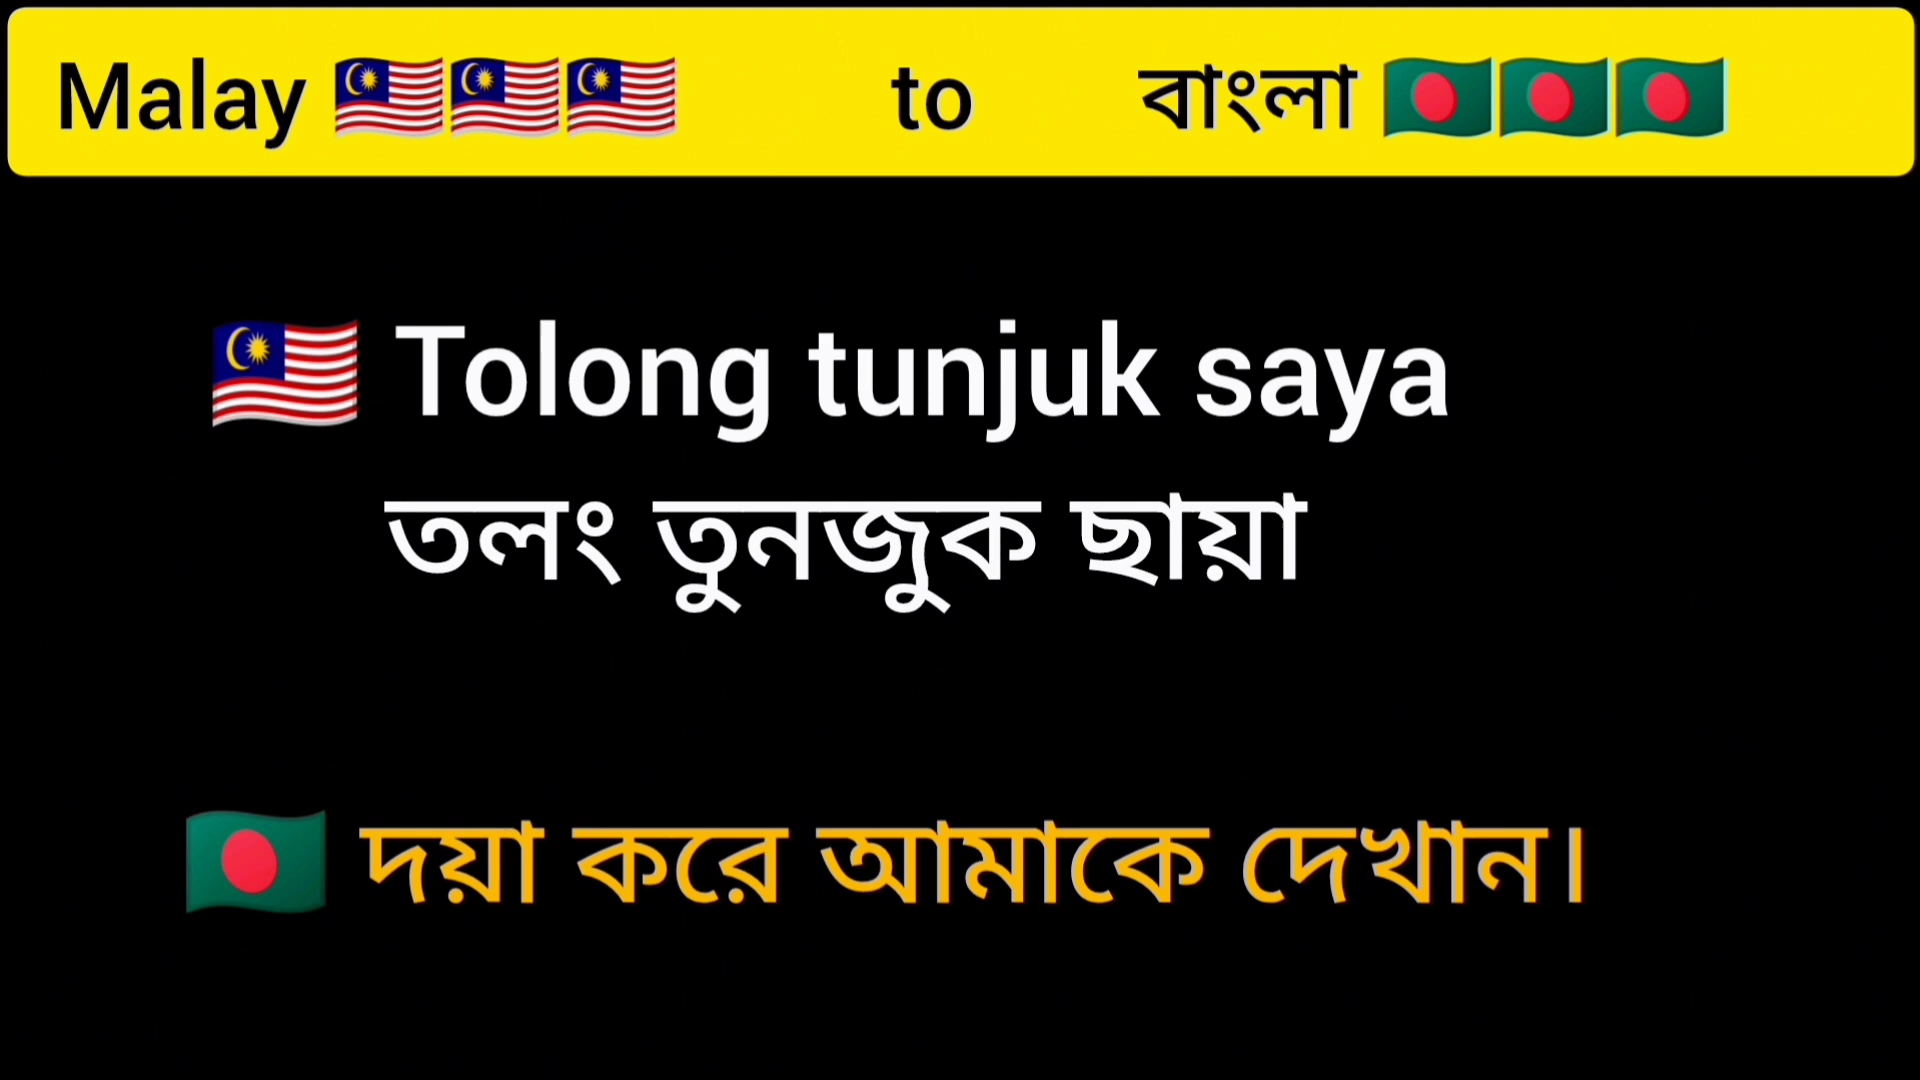 Malay 🇲🇾🇲🇾🇲🇾 to বাংলা 🇧🇩🇧🇩🇧🇩
🇲🇾 Tolong tunjuk saya
তলং তুনজুক ছায়া
🇧🇩 দয়া করে আমাকে দেখান।